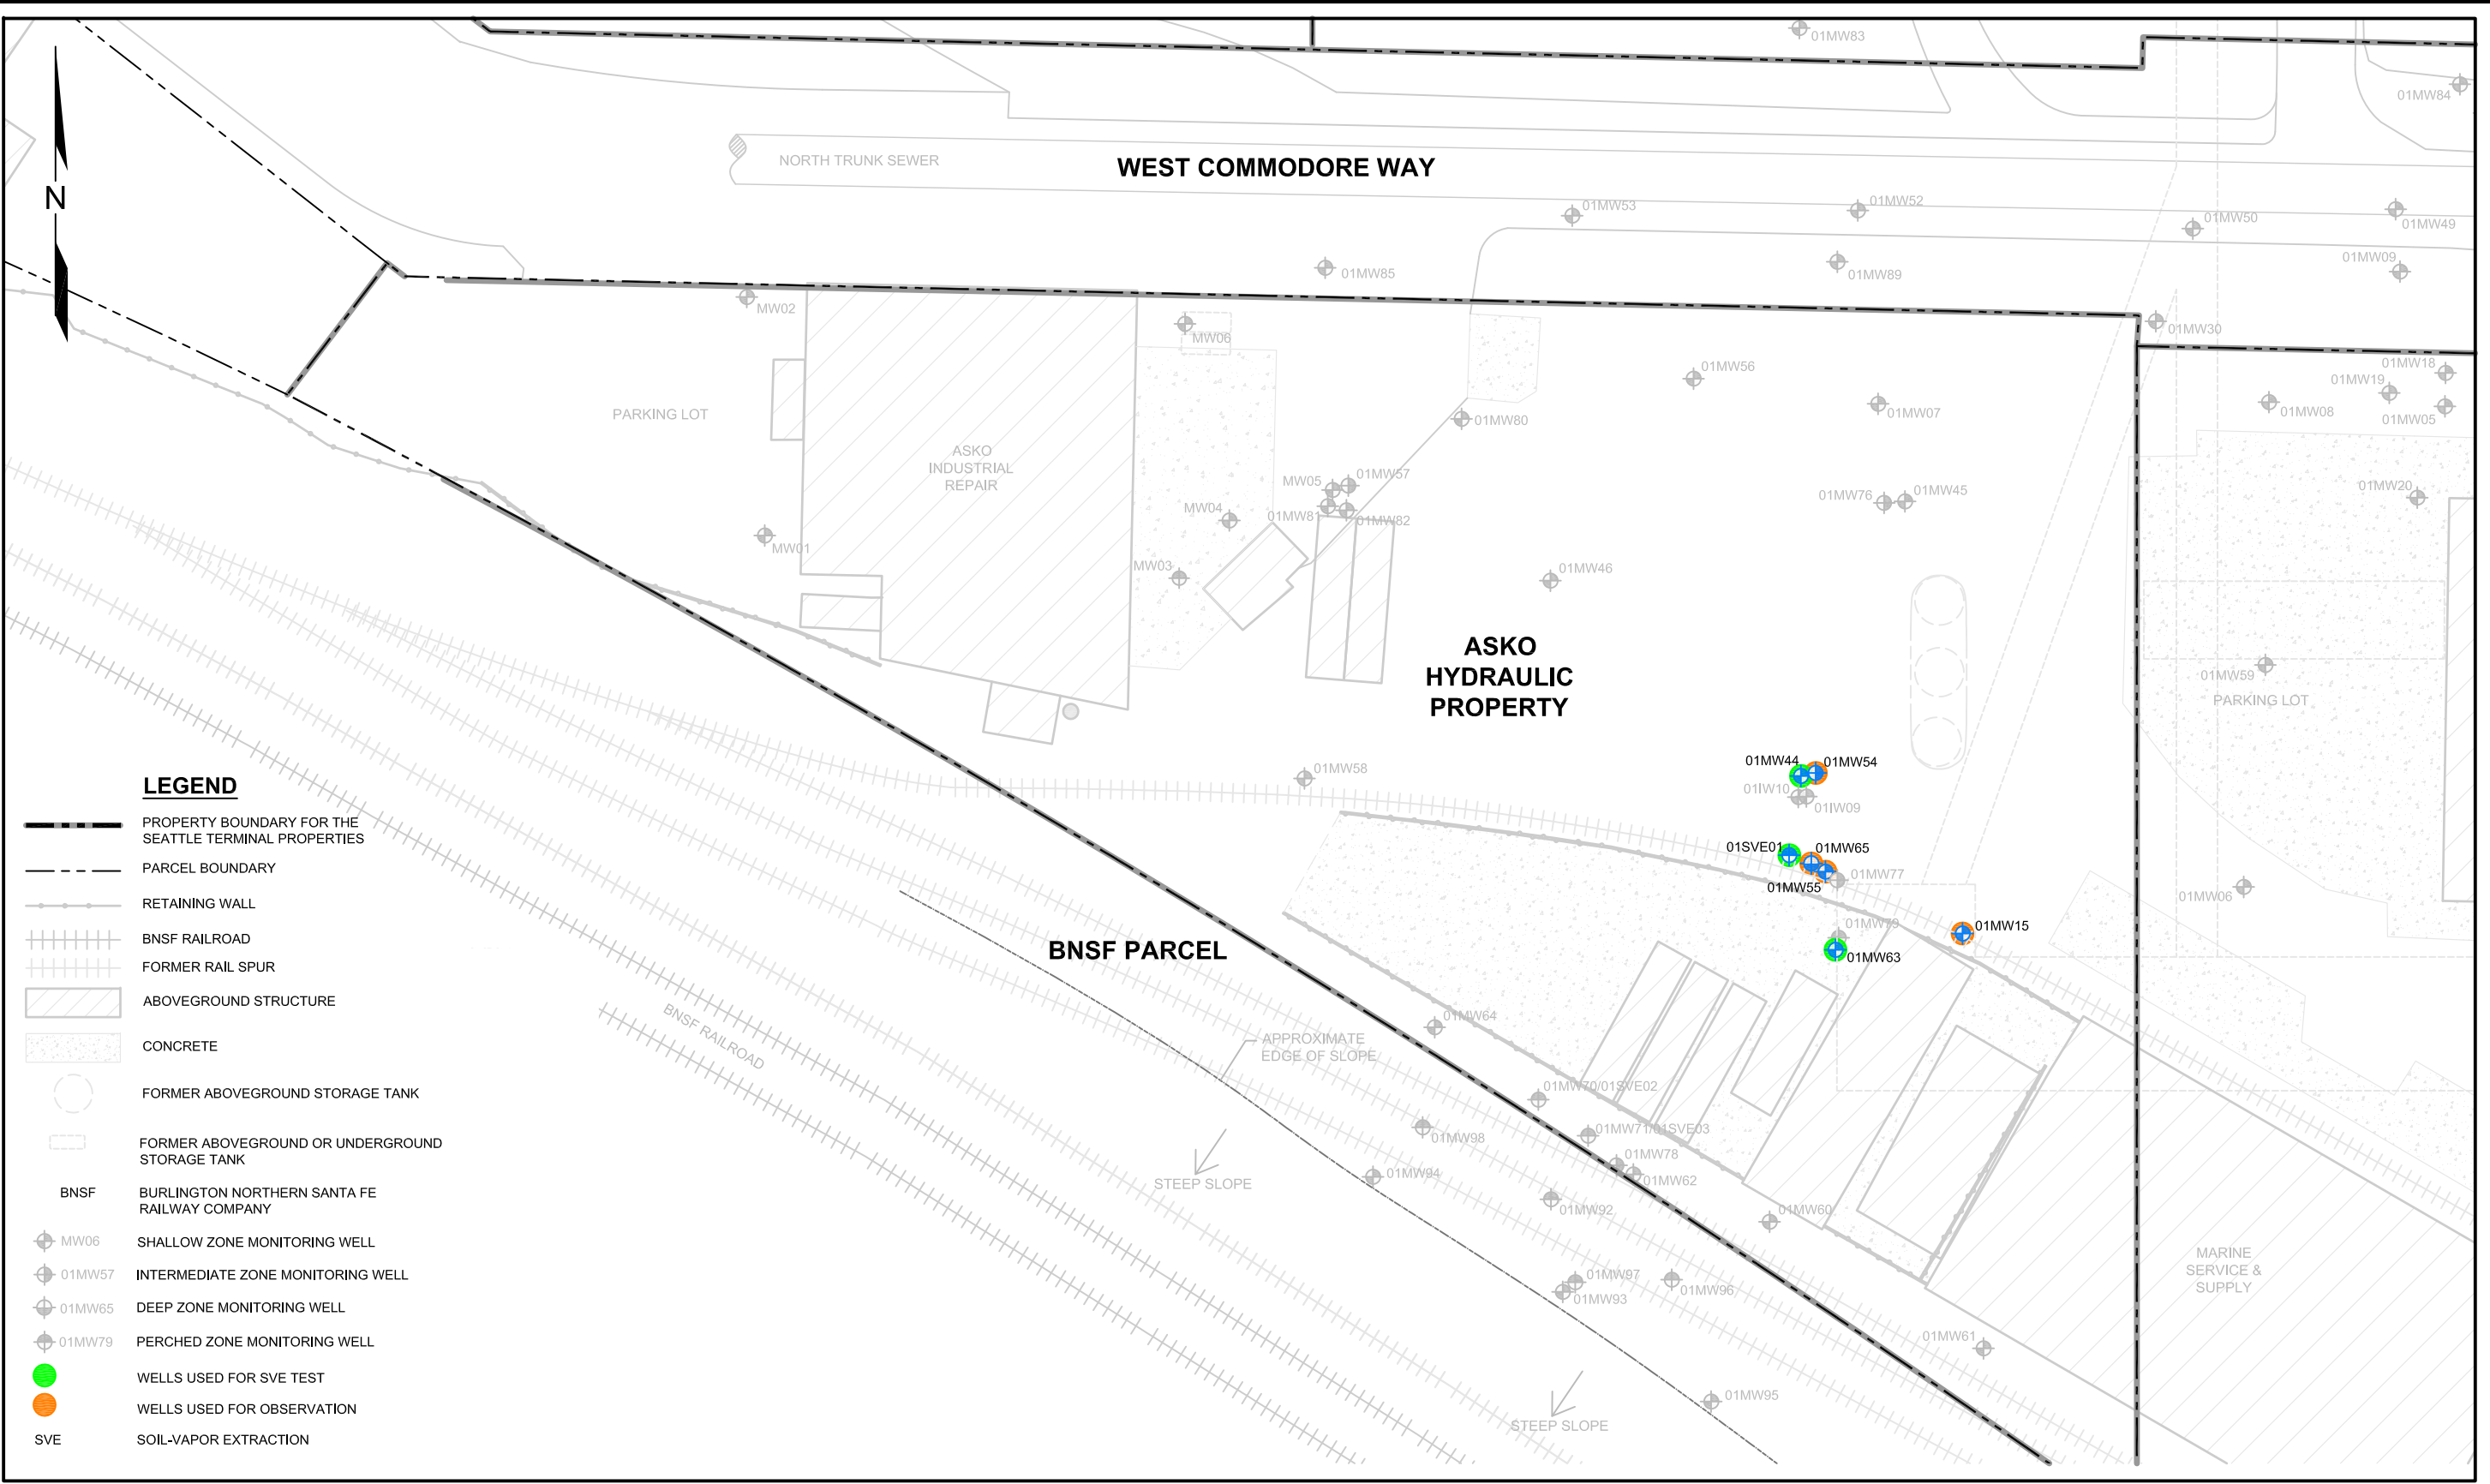 01MW83
01MW84
NORTH TRUNK SEWER
WEST COMMODORE WAY
N
01MW53
01MW52
01MW50
01MW49
01MW85
01MW89
01MW09
MW02
MW06
01MW30
01MW56
01MW18
01MW19
01MW07
01MW08
01MW05
PARKING LOT
01MW80
ASKO
INDUSTRIAL
REPAIR
MW05
01MW57
01MW76
01MW45
01MW20
MW04
01MW81
01MW82
MW01
MW03
01MW46
ASKO
HYDRAULIC
PROPERTY
01MW59
PARKING LOT
01MW58
01MW44
01MW54
01IW10
01IW09
01SVE01
01MW65
01MW55
01MW77
01MW06
01MW79
01MW15
01MW63
BNSF PARCEL
BNSF RAILROAD
01MW64
APPROXIMATE
EDGE OF SLOPE
01MW70/01SVE02
01MW98
01MW71/01SVE03
01MW78
01MW62
01MW94
STEEP SLOPE
01MW92
01MW60
MARINE
SERVICE &
SUPPLY
01MW97
01MW93
01MW96
01MW61
01MW95
STEEP SLOPE
LEGEND
PROPERTY BOUNDARY FOR THE
SEATTLE TERMINAL PROPERTIES
PARCEL BOUNDARY
RETAINING WALL
BNSF RAILROAD
FORMER RAIL SPUR
ABOVEGROUND STRUCTURE
CONCRETE
FORMER ABOVEGROUND STORAGE TANK
FORMER ABOVEGROUND OR UNDERGROUND
STORAGE TANK
BNSF BURLINGTON NORTHERN SANTA FE
RAILWAY COMPANY
MW06 SHALLOW ZONE MONITORING WELL
01MW57 INTERMEDIATE ZONE MONITORING WELL
01MW65 DEEP ZONE MONITORING WELL
01MW79 PERCHED ZONE MONITORING WELL
WELLS USED FOR SVE TEST
WELLS USED FOR OBSERVATION
SVE SOIL-VAPOR EXTRACTION